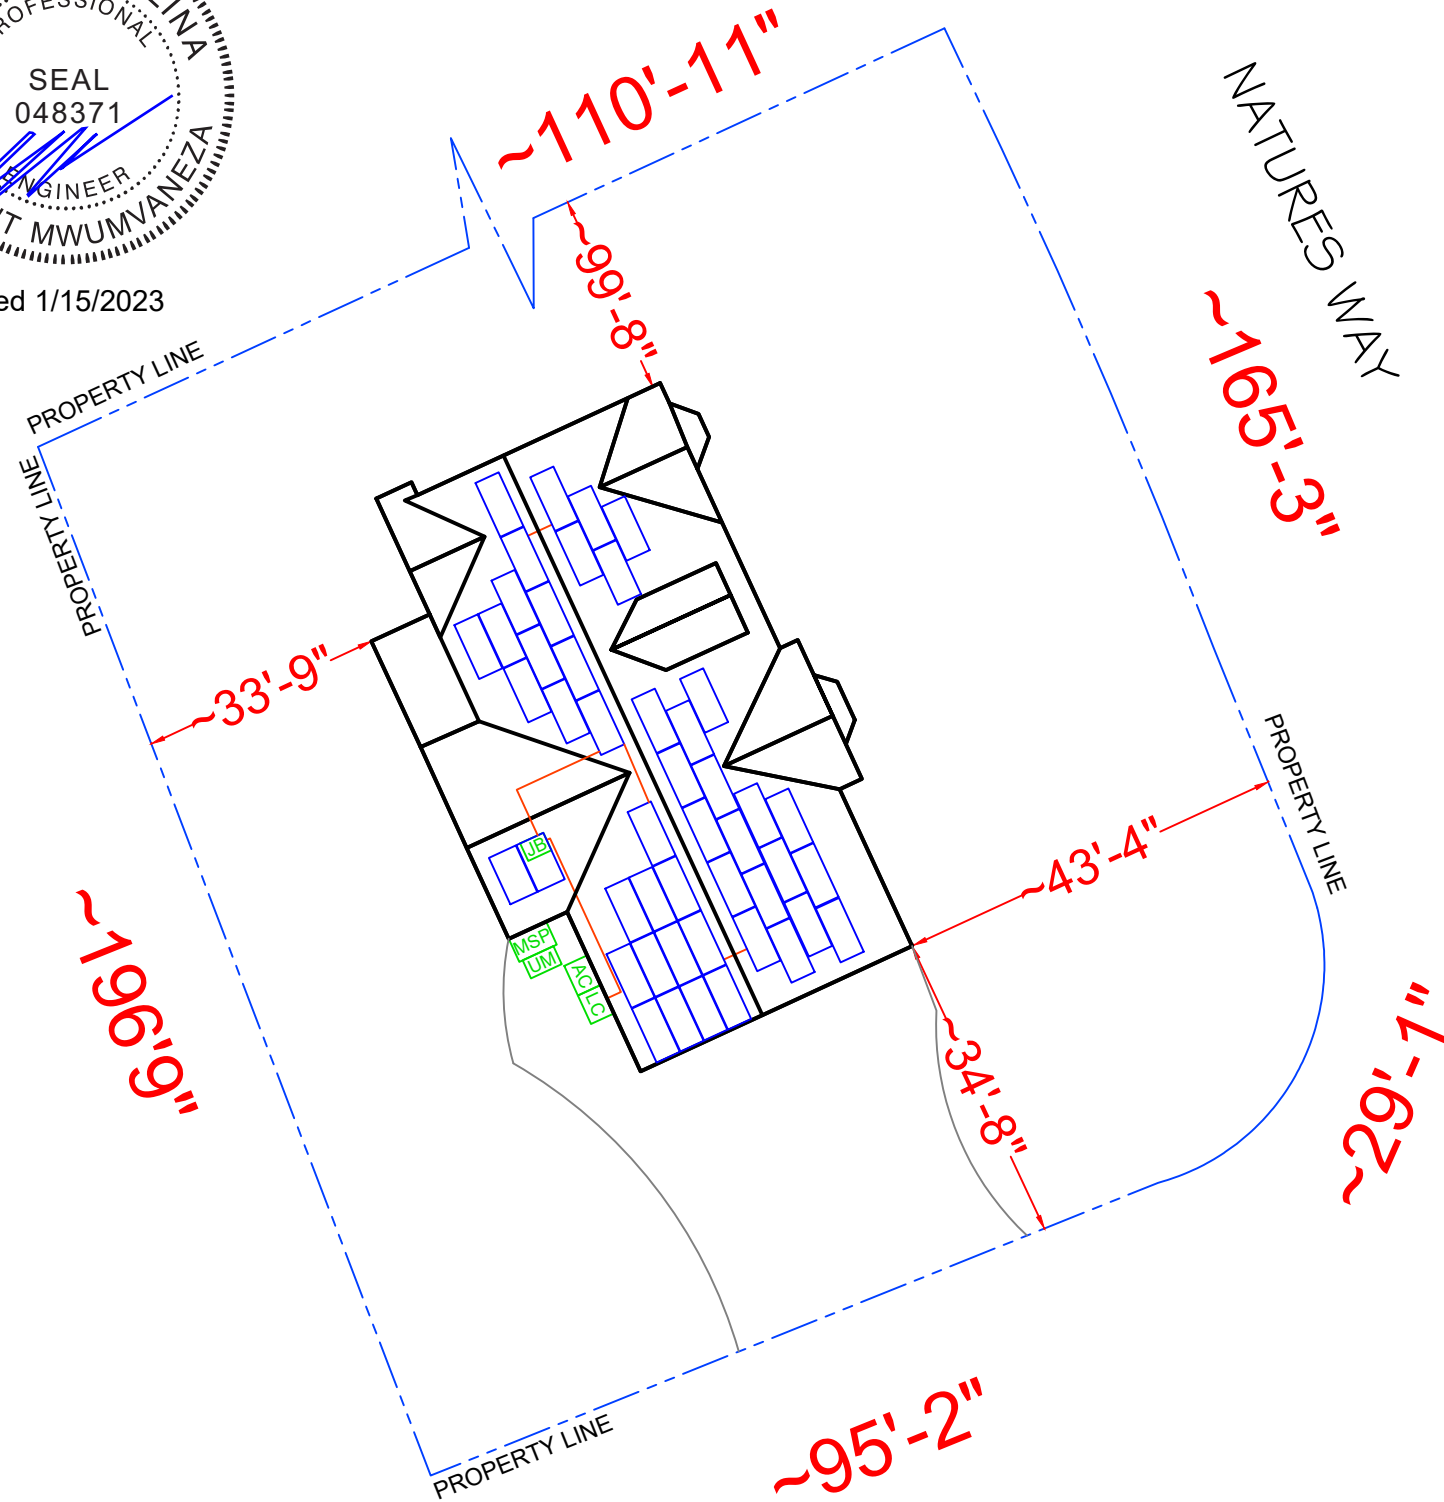 PROFESSIONAL
SEAL
048371
ENGINEER
MWUMVANEZA
1/15/2023
~110'-11"
NATURES WAY
~99'-8"
PROPERTY LINE
PROPERTY LINE
~165'-3"
~33'-9"
PROPERTY LINE
~43'-4"
JB
MSP
UM
AC
LC
~196'9"
~34'-8"
~29'-1"
~95'-2"
PROPERTY LINE